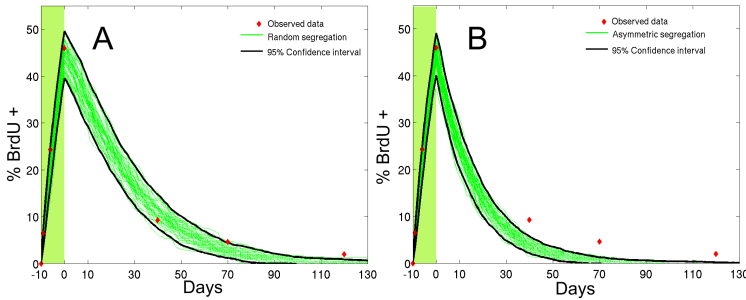 A
Observed data
Random segregation
95% Confidence interval
% BrdU +
50
40
30
20
10
0
-10 0 10 30 50 70 90 110 130
Days
B
Observed data
Asymmetric segregation
95% Confidence interval
% BrdU +
50
40
30
20
10
0
-10 0 10 30 50 70 90 110 130
Days